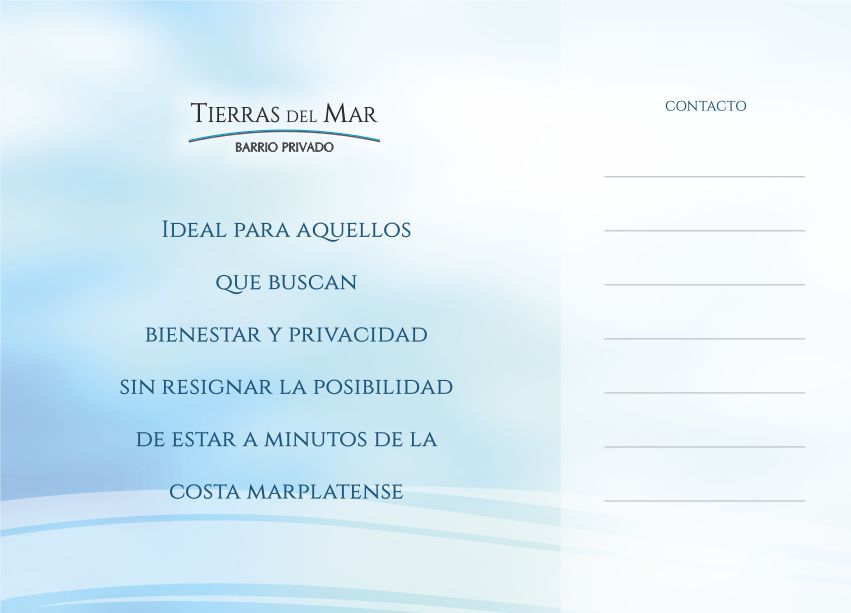 Tierras del Mar
BARRIO PRIVADO
Ideal para aquellos
que buscan
bienestar y privacidad
sin resignar la posibilidad
de estar a minutos de la
costa marplatense
CONTACTO